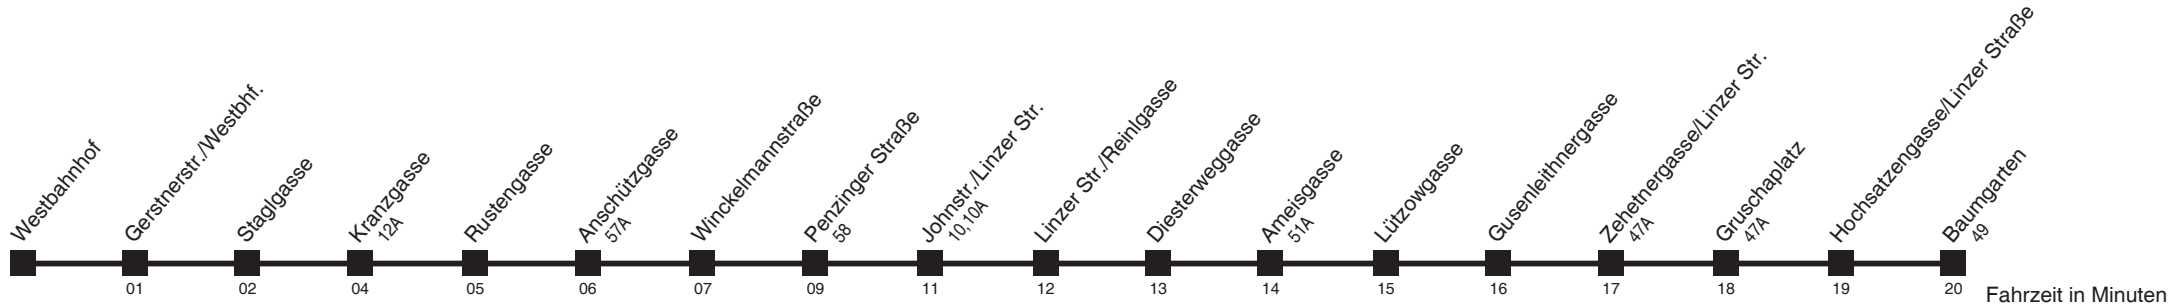 Westbahnhof
Gerstnerstr./Westbhf.
Staglgasse
Kranzgasse
12A
Rustengasse
Anschützgasse
57A
Winckelmannstraße
Penzinger Straße
58
Johnstr./Linzer Str.
10,10A
Linzer Str./Reinlgasse
Diesterweggasse
Ameisgasse
51A
Lützowgasse
Gusenleithnergasse
Zehetnergasse/Linzer Str.
47A
Gruschaplatz
47A
Hochsatzengasse/Linzer Straße
Baumgarten
49
01 02 04 05 06 07 09 11 12 13 14 15 16 17 18 19 20 Fahrzeit in Minuten